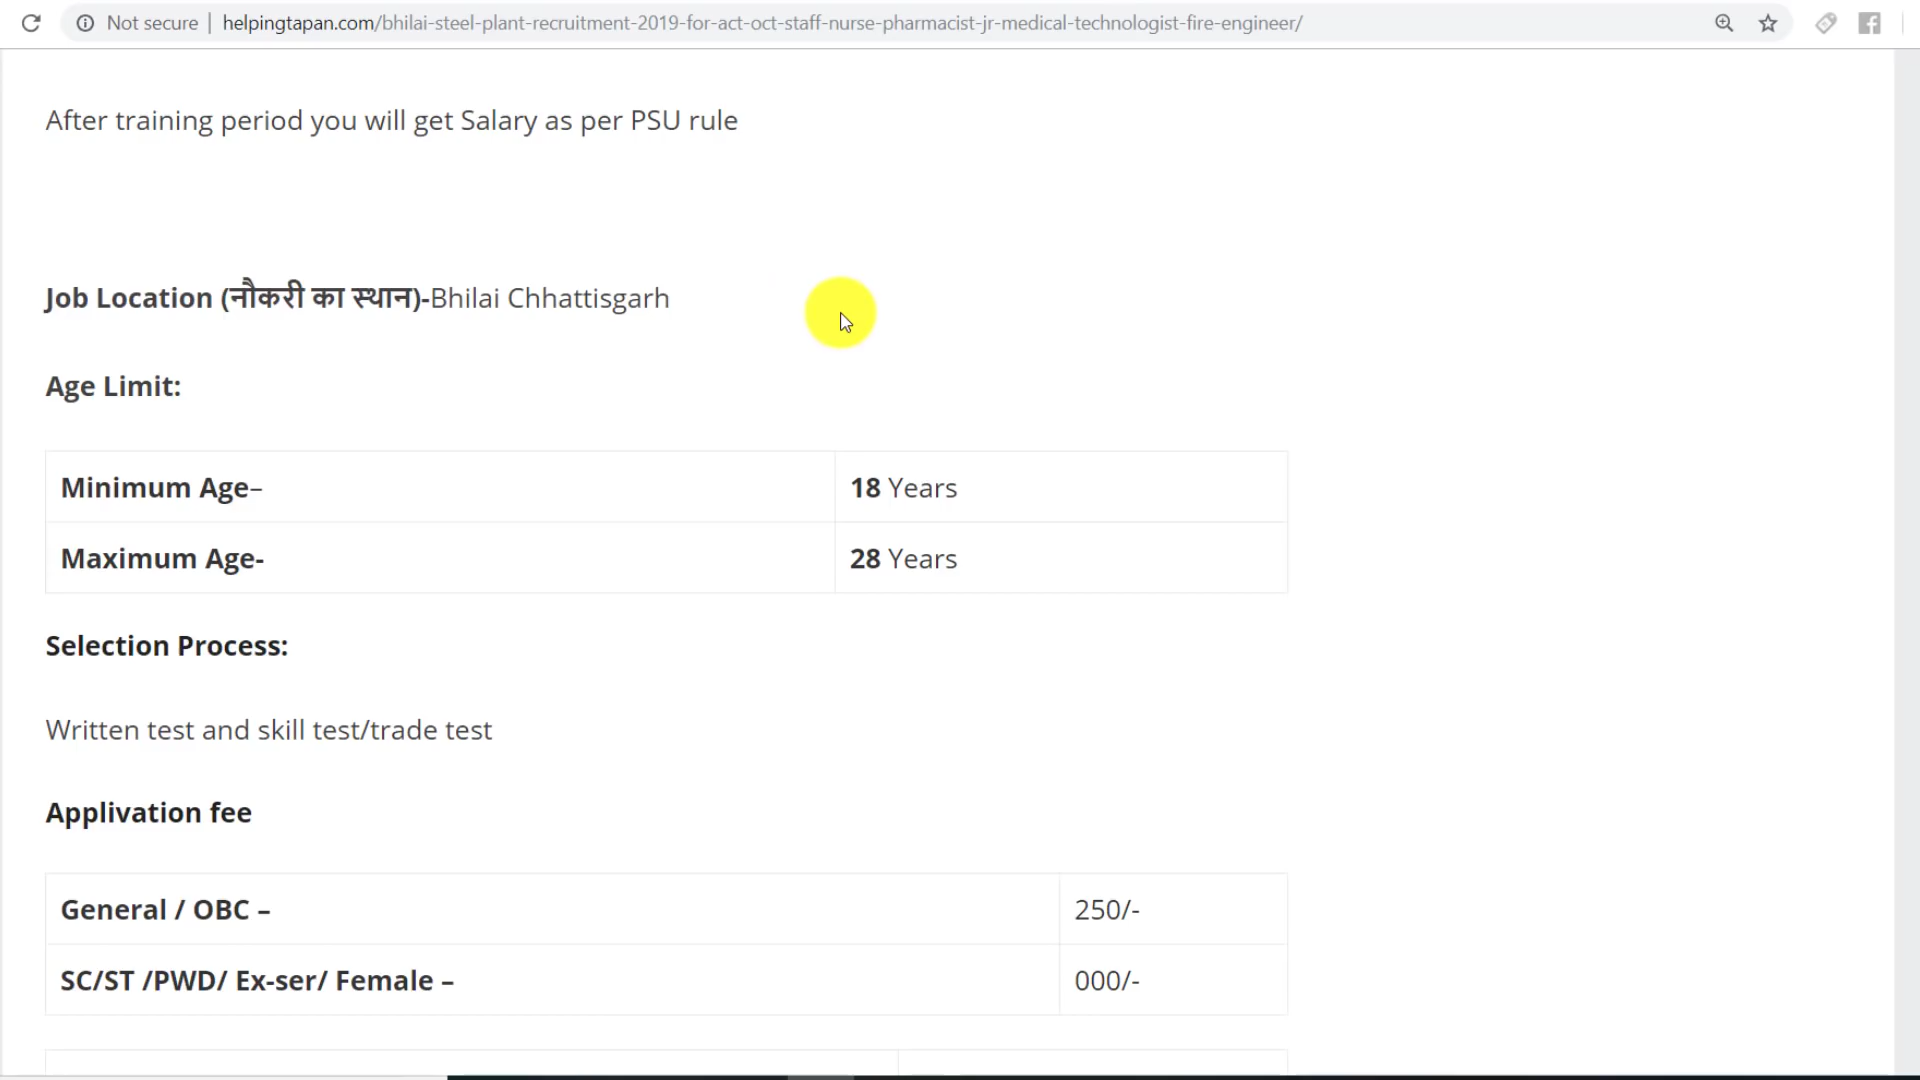 Not secure | helpingtapan.com/bhilai-steel-plant-recruitment-2019-for-act-oct-staff-nurse-pharmacist-jr-medical-technologist-fire-engineer/
After training period you will get Salary as per PSU rule
Job Location (नौकरी का स्थान)-Bhilai Chhattisgarh
Age Limit:
Minimum Age– 18 Years
Maximum Age- 28 Years
Selection Process:
Written test and skill test/trade test
Applivation fee
General / OBC – 250/-
SC/ST /PWD/ Ex-ser/ Female – 000/-